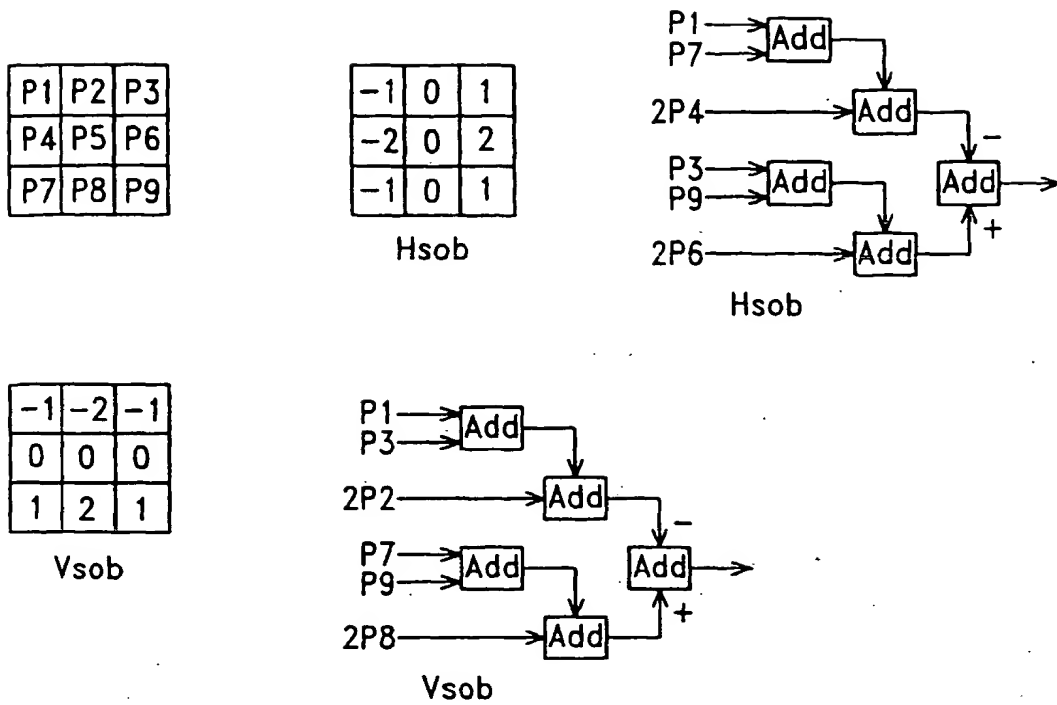 P1 P2 P3
P4 P5 P6
P7 P8 P9
-1 0 1
-2 0 2
-1 0 1
Hsob
P1
P7
Add
2P4
Add
-
P3
P9
Add
Add
+
2P6
Add
Hsob
-1 -2 -1
0 0 0
1 2 1
Vsob
P1
P3
Add
2P2
Add
-
P7
P9
Add
Add
+
2P8
Add
Vsob